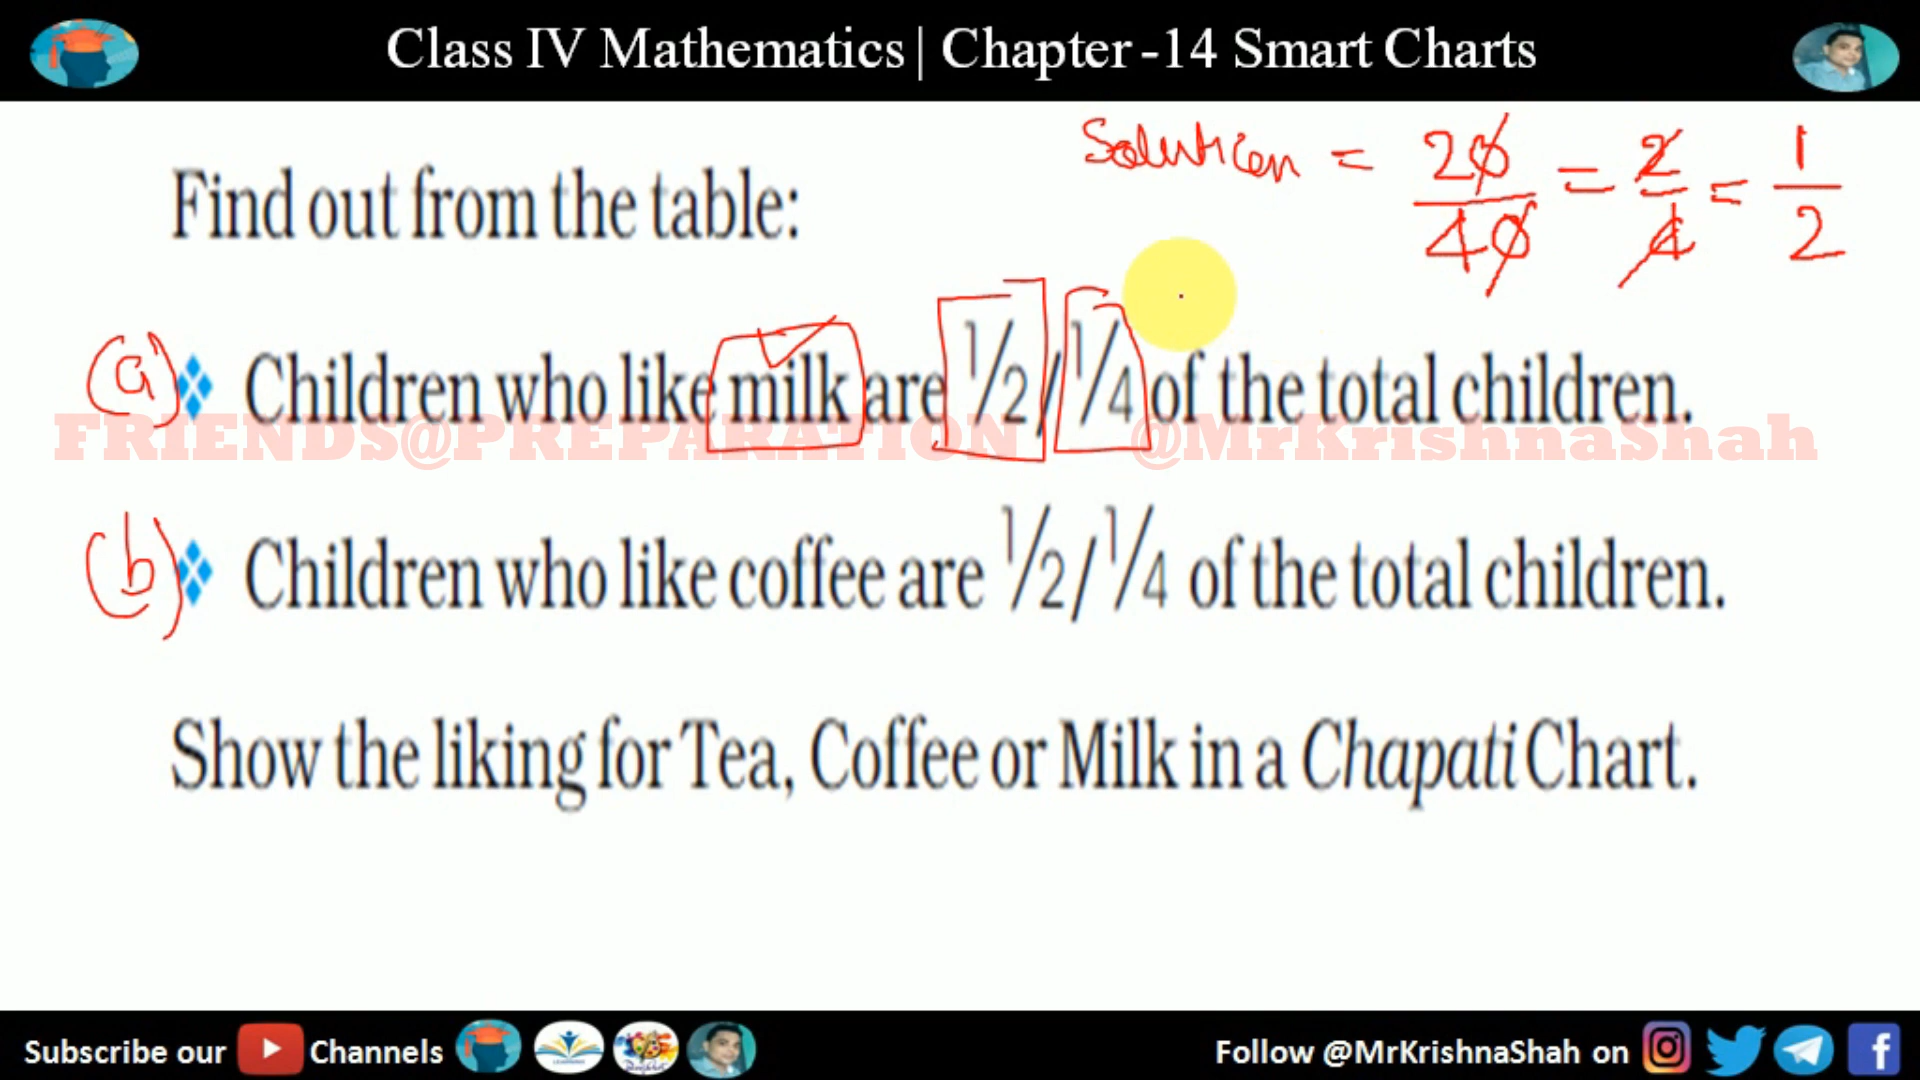 Class IV Mathematics | Chapter -14 Smart Charts
Solution = 20/40 = 2/4 = 1/2
Find out from the table:
(a) ❖ Children who like milk are 1/2 / 1/4 of the total children.
FRIENDS@PREPARATION @MrKrishnaShah
(b) ❖ Children who like coffee are 1/2 / 1/4 of the total children.
Show the liking for Tea, Coffee or Milk in a Chapati Chart.
Subscribe our Channels Follow @MrKrishnaShah on